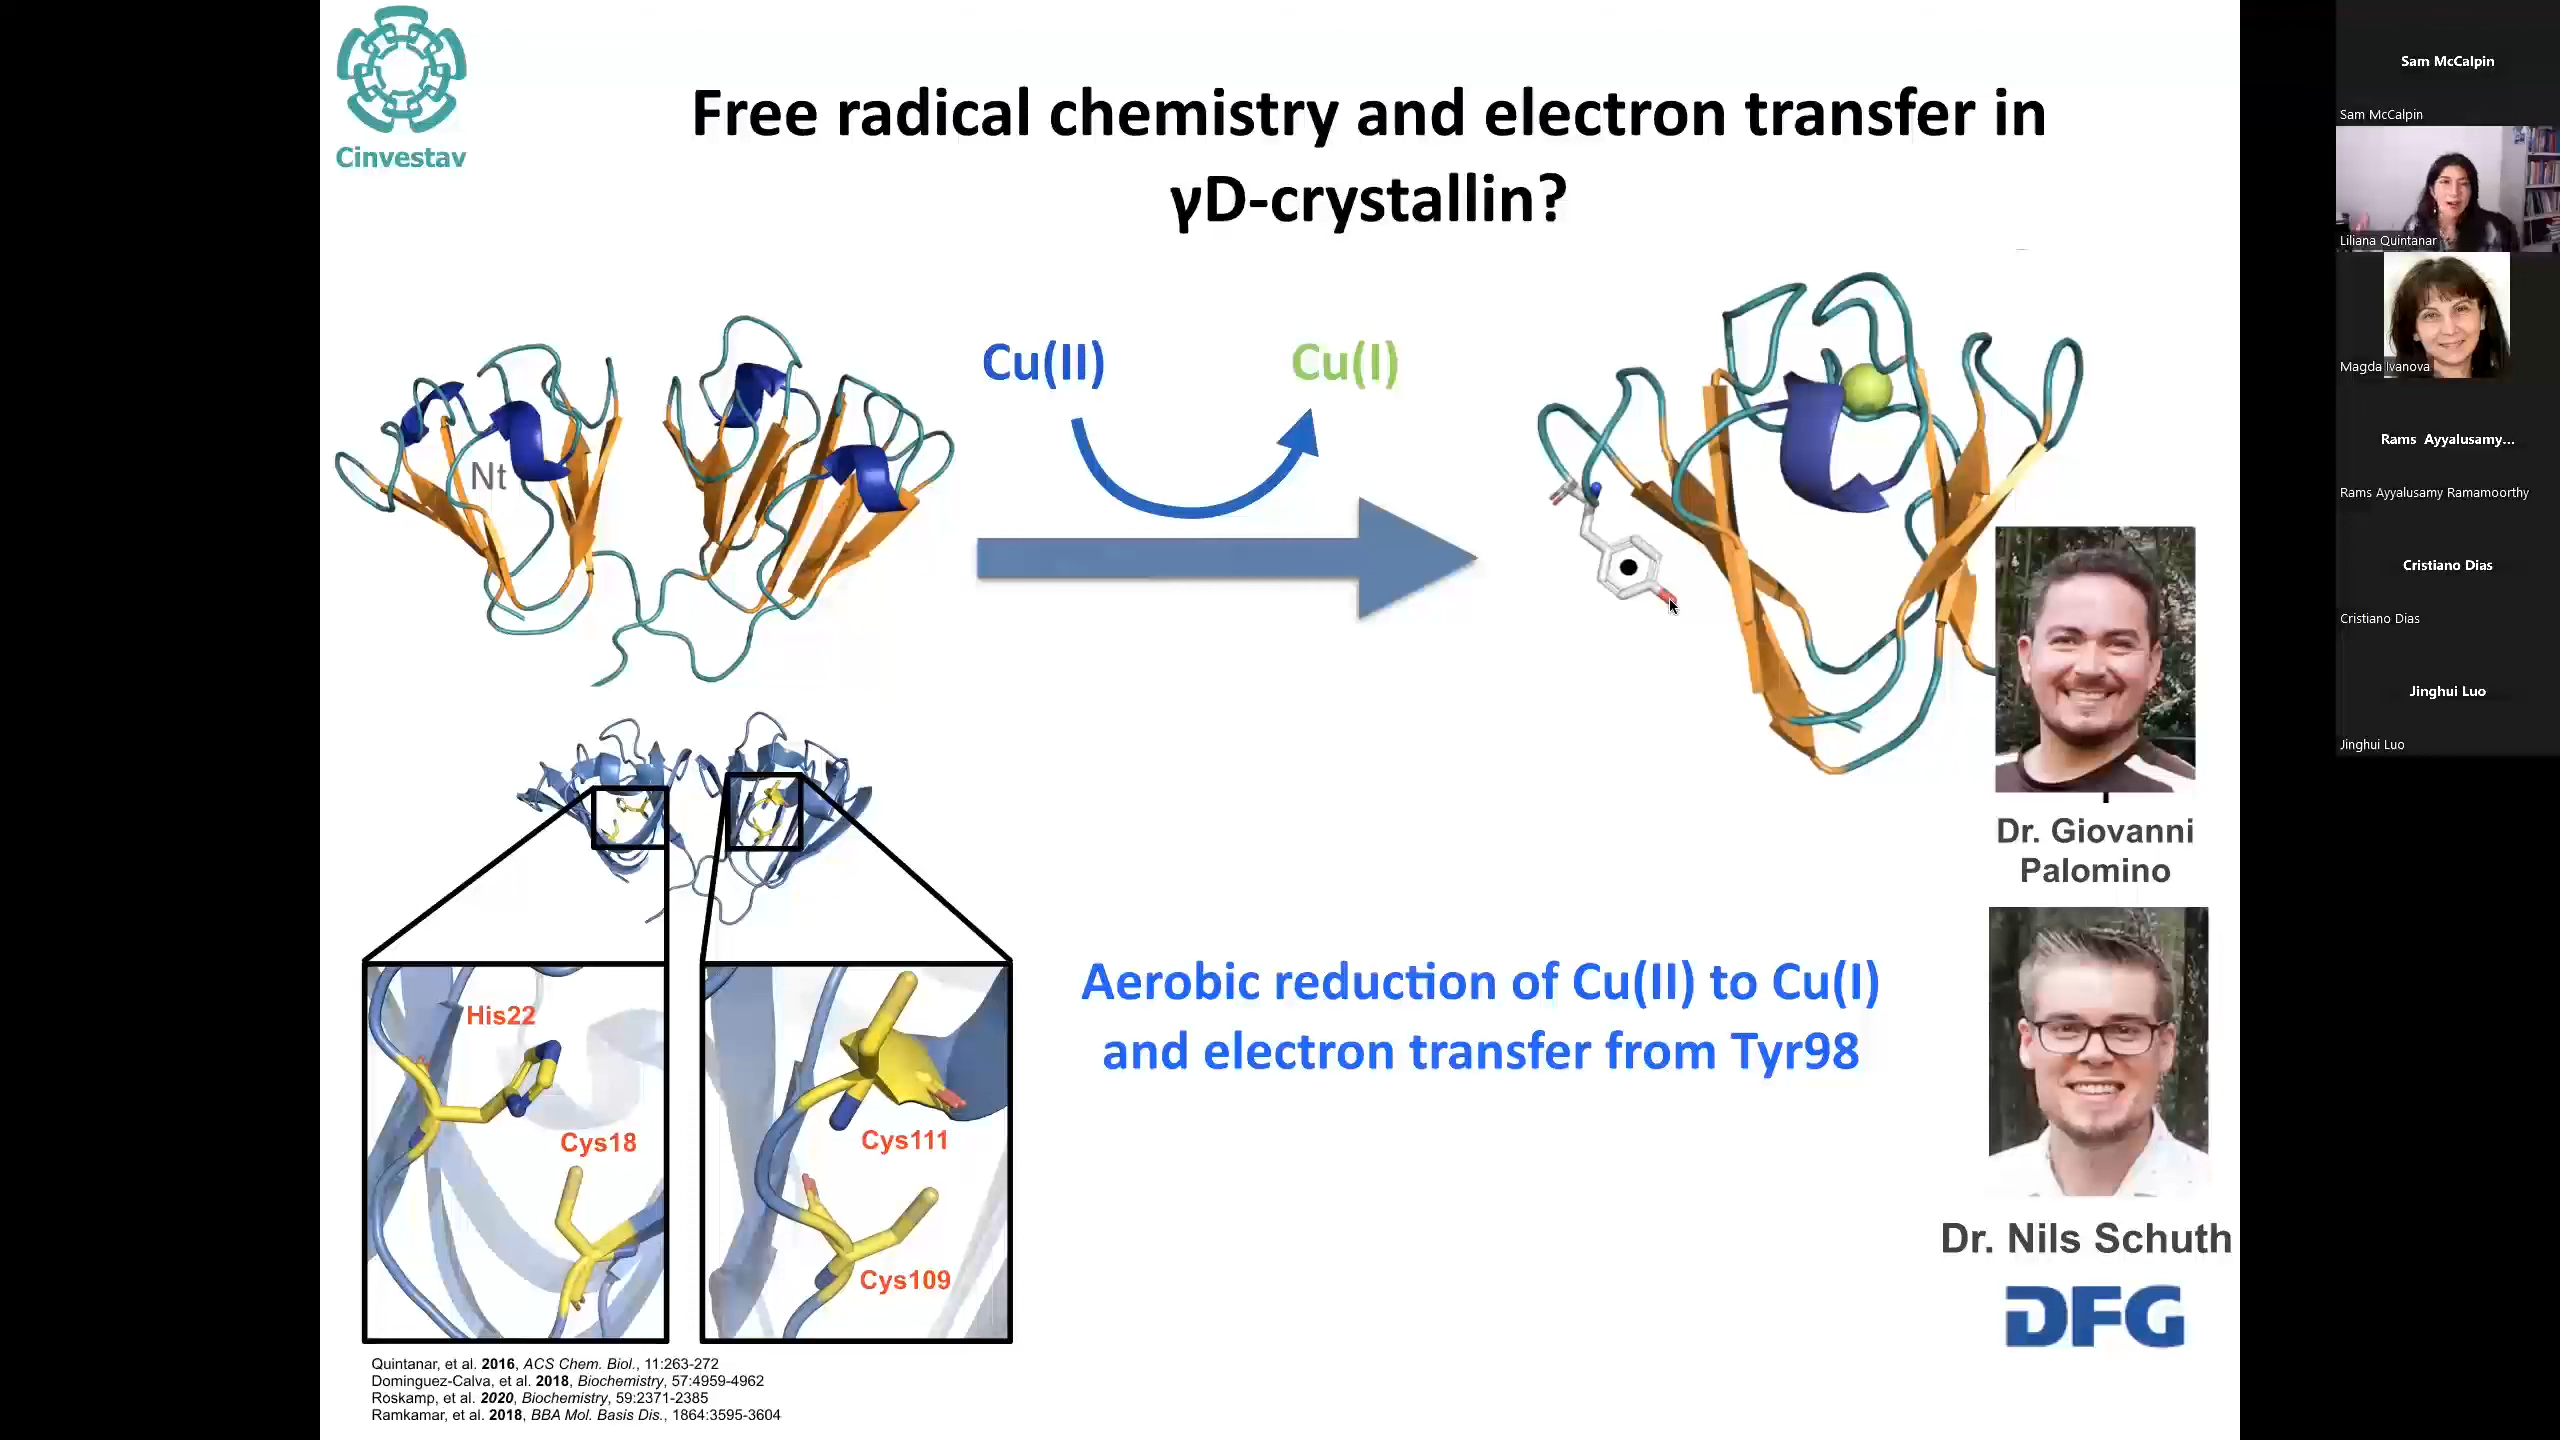 Cinvestav
Free radical chemistry and electron transfer in
γD-crystallin?
Cu(II)
Cu(I)
Nt
His22
Cys18
Cys111
Cys109
Aerobic reduction of Cu(II) to Cu(I)
and electron transfer from Tyr98
Dr. Giovanni
Palomino
Dr. Nils Schuth
DFG
Quintanar, et al. 2016, ACS Chem. Biol., 11:263-272
Dominguez-Calva, et al. 2018, Biochemistry, 57:4959-4962
Roskamp, et al. 2020, Biochemistry, 59:2371-2385
Ramkamar, et al. 2018, BBA Mol. Basis Dis., 1864:3595-3604
Sam McCalpin
Sam McCalpin
Liliana Quintanar
Magda Ivanova
Rams Ayyalusamy...
Rams Ayyalusamy Ramamoorthy
Cristiano Dias
Cristiano Dias
Jinghui Luo
Jinghui Luo